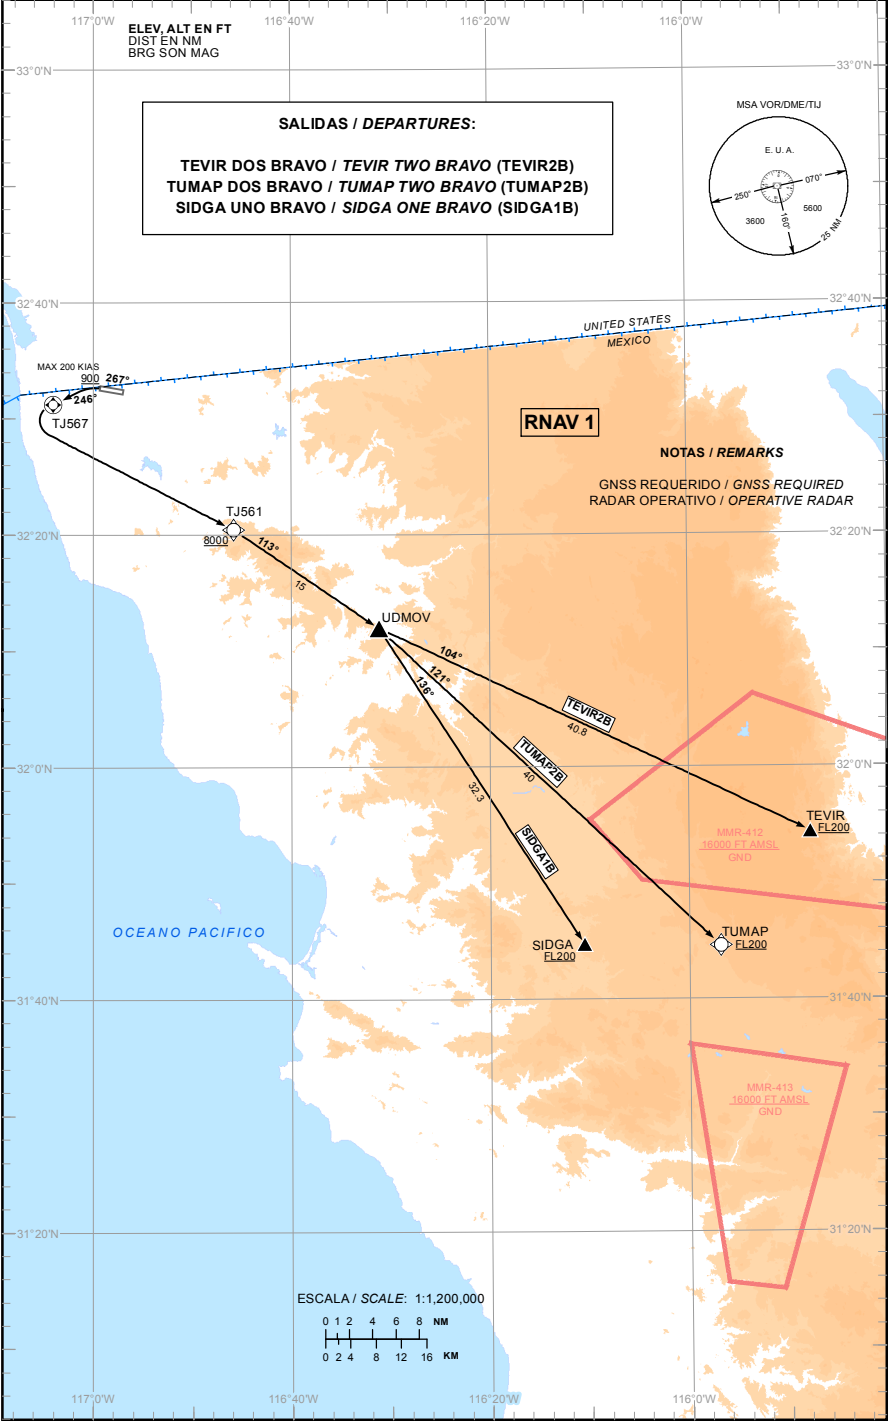 117°0'W
116°40'W
116°20'W
116°0'W
ELEV, ALT EN FT
DIST EN NM
BRG SON MAG
33°0'N
33°0'N
SALIDAS / DEPARTURES:
TEVIR DOS BRAVO / TEVIR TWO BRAVO (TEVIR2B)
TUMAP DOS BRAVO / TUMAP TWO BRAVO (TUMAP2B)
SIDGA UNO BRAVO / SIDGA ONE BRAVO (SIDGA1B)
MSA VOR/DME/TIJ
E. U. A.
070°
250°
160°
5600
3600
25 NM
32°40'N
32°40'N
UNITED STATES
MEXICO
MAX 200 KIAS
900
267°
246°
TJ567
RNAV 1
NOTAS / REMARKS
GNSS REQUERIDO / GNSS REQUIRED
RADAR OPERATIVO / OPERATIVE RADAR
TJ561
8000
32°20'N
32°20'N
113°
15
UDMOV
104°
121°
136°
TEVIR2B
40.8
TUMAP2B
40
32.3
SIDGA1B
32°0'N
32°0'N
TEVIR
FL200
MMR-412
16000 FT AMSL
GND
OCEANO PACIFICO
SIDGA
FL200
TUMAP
FL200
31°40'N
31°40'N
MMR-413
16000 FT AMSL
GND
31°20'N
31°20'N
ESCALA / SCALE: 1:1,200,000
0 1 2 4 6 8 NM
0 2 4 8 12 16 KM
117°0'W
116°40'W
116°20'W
116°0'W